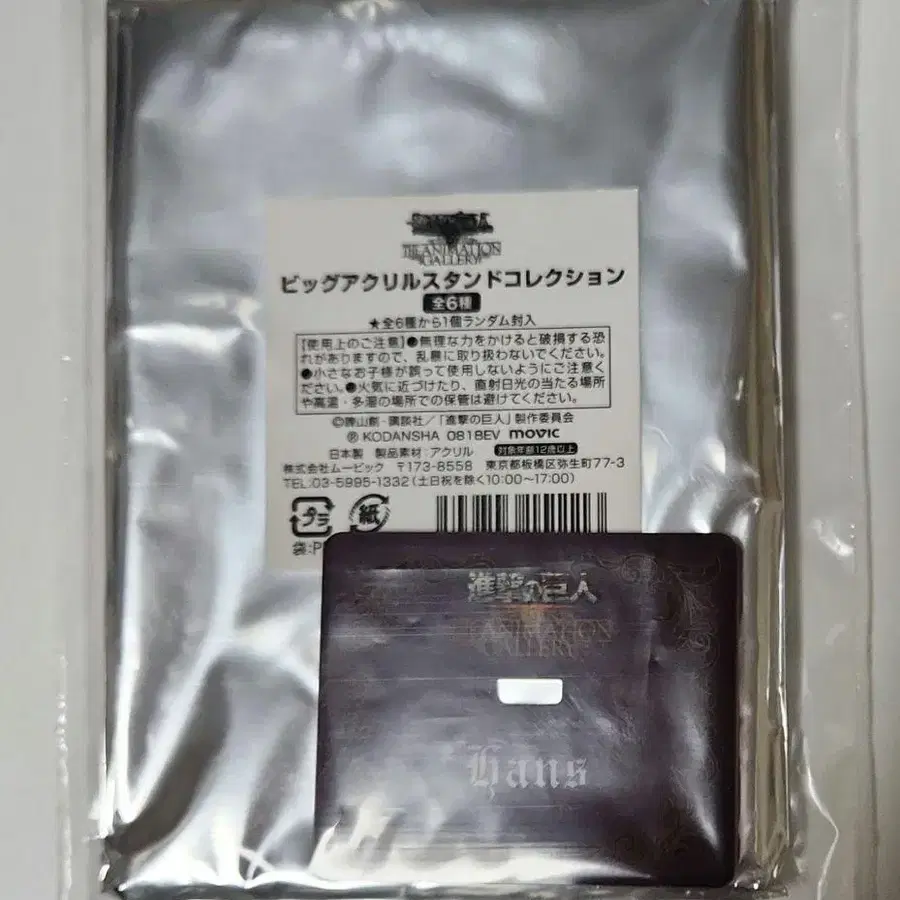 進撃の巨人
THE ANIMATION
GALLERY
ビッグアクリルスタンドコレクション
全6種
★全6種から1個ランダム封入
【使用上のご注意】●無理な力をかけると破損する恐
れがありますので、乱暴に取り扱わないでください。
●小さなお子様が誤って使用しないようにご注意く
ださい。●火気に近づけたり、直射日光の当たる場所
や高温・多湿の場所での保管は避けてください。
©諫山創・講談社/「進撃の巨人」製作委員会
Ⓟ KODANSHA 0818EV movic
日本製 製品素材:アクリル 対象年齢12歳以上
株式会社ムービック 〒173-8558 東京都板橋区弥生町77-3
TEL:03-5995-1332(土日祝を除く10:00~17:00)
プラ 紙
袋:P
進撃の巨人
ANIMATION
GALLERY
hans